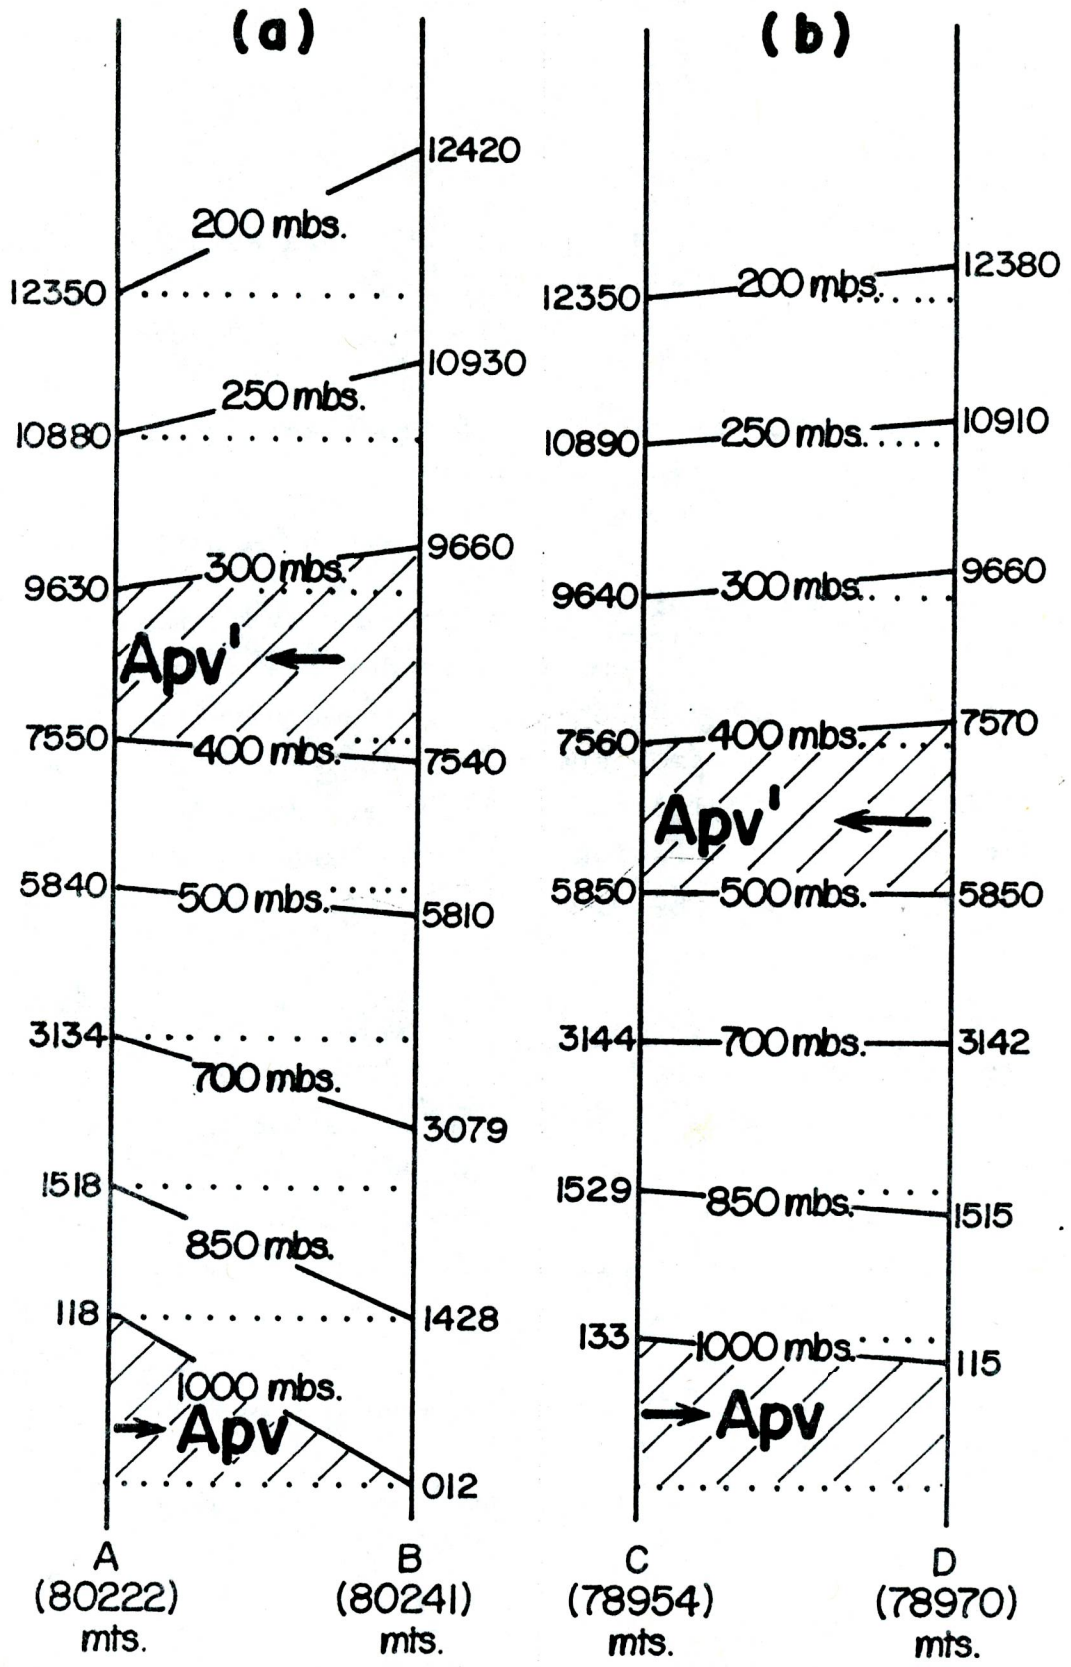 (a)
12420
200 mbs.
12350
10930
250 mbs.
10880
9660
300 mbs.
9630
Apv'
7550
400 mbs.
7540
5840
500 mbs.
5810
3134
700 mbs.
3079
1518
850 mbs.
1428
118
1000 mbs.
Apv
012
A
B
(80222)
(80241)
mts.
mts.
(b)
12380
200 mbs.
12350
10910
250 mbs.
10890
9660
300 mbs.
9640
7570
400 mbs.
7560
Apv'
5850
500 mbs.
5850
3144
700 mbs.
3142
1529
850 mbs.
1515
133
1000 mbs.
115
Apv
C
D
(78954)
(78970)
mts.
mts.